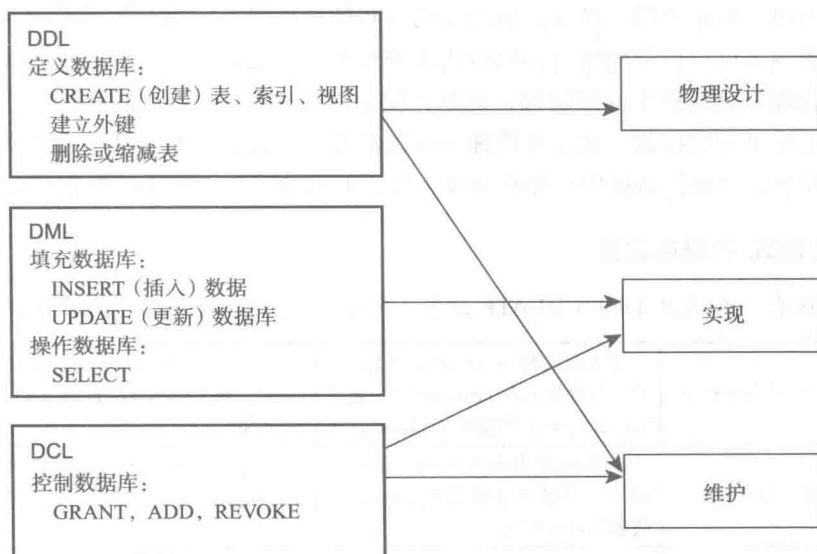 DDL
定义数据库：
CREATE（创建）表、索引、视图
建立外键
删除或缩减表
物理设计
DML
填充数据库：
INSERT（插入）数据
UPDATE（更新）数据库
操作数据库：
SELECT
实现
DCL
控制数据库：
GRANT，ADD，REVOKE
维护